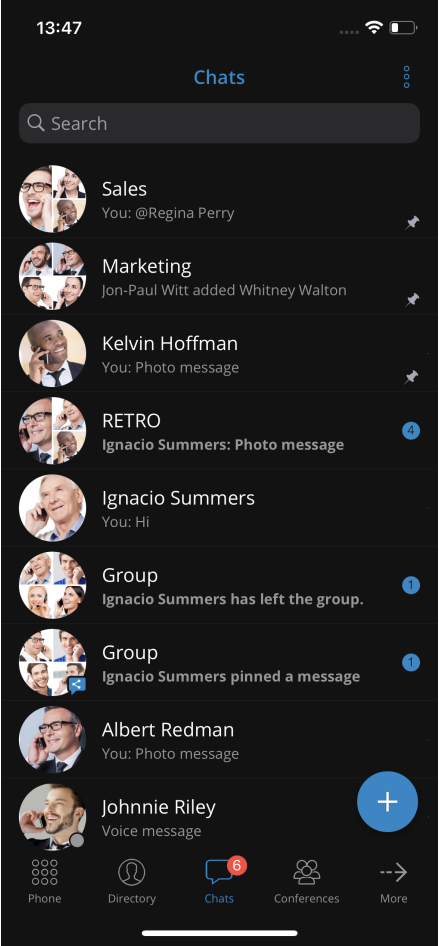 13:47
Chats
Search
Sales
You: @Regina Perry
Marketing
Jon-Paul Witt added Whitney Walton
Kelvin Hoffman
You: Photo message
RETRO
Ignacio Summers: Photo message
4
Ignacio Summers
You: Hi
Group
Ignacio Summers has left the group.
1
Group
Ignacio Summers pinned a message
1
Albert Redman
You: Photo message
Johnnie Riley
Voice message
6
Phone
Directory
Chats
Conferences
More